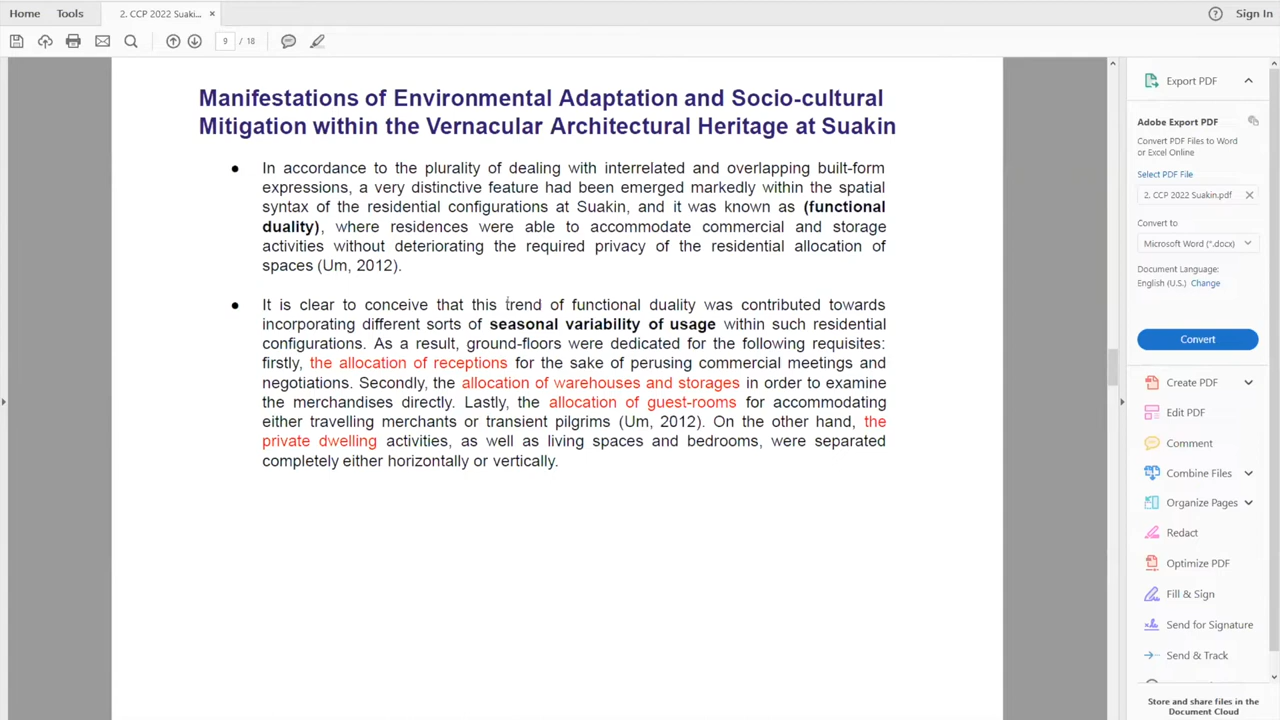 Home
Tools
2. CCP 2022 Suaki... ×
Sign In
9 / 18
Manifestations of Environmental Adaptation and Socio-cultural
Mitigation within the Vernacular Architectural Heritage at Suakin
● In accordance to the plurality of dealing with interrelated and overlapping built-form
expressions, a very distinctive feature had been emerged markedly within the spatial
syntax of the residential configurations at Suakin, and it was known as (functional
duality), where residences were able to accommodate commercial and storage
activities without deteriorating the required privacy of the residential allocation of
spaces (Um, 2012).
● It is clear to conceive that this trend of functional duality was contributed towards
incorporating different sorts of seasonal variability of usage within such residential
configurations. As a result, ground-floors were dedicated for the following requisites:
firstly, the allocation of receptions for the sake of perusing commercial meetings and
negotiations. Secondly, the allocation of warehouses and storages in order to examine
the merchandises directly. Lastly, the allocation of guest-rooms for accommodating
either travelling merchants or transient pilgrims (Um, 2012). On the other hand, the
private dwelling activities, as well as living spaces and bedrooms, were separated
completely either horizontally or vertically.
Export PDF
Adobe Export PDF
Convert PDF Files to Word
or Excel Online
Select PDF File
2. CCP 2022 Suakin.pdf
Convert to
Microsoft Word (*.docx)
Document Language:
English (U.S.) Change
Convert
Create PDF
Edit PDF
Comment
Combine Files
Organize Pages
Redact
Optimize PDF
Fill & Sign
Send for Signature
Send & Track
Store and share files in the
Document Cloud